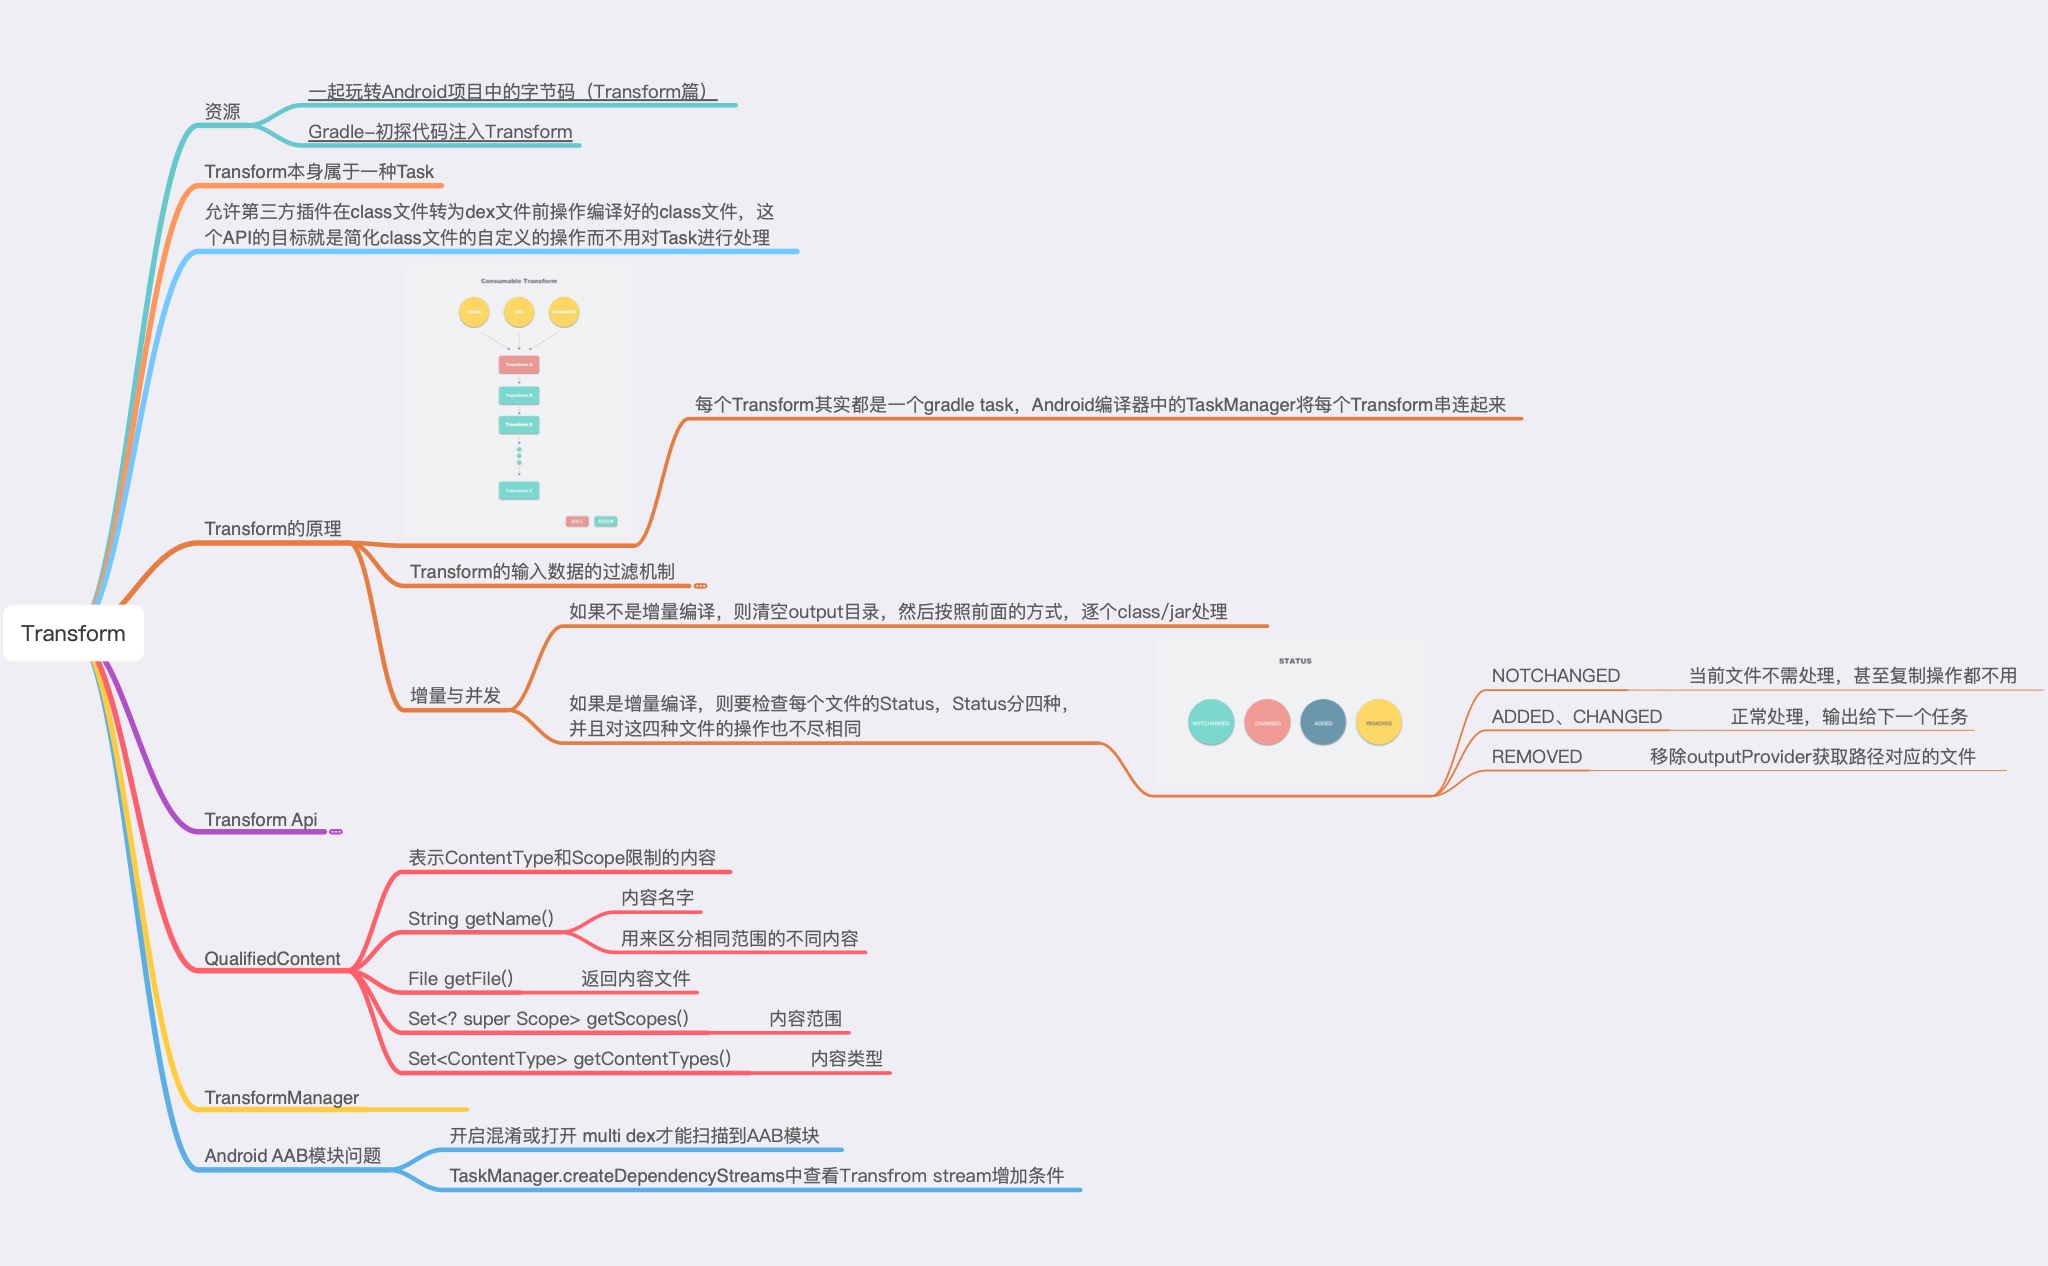 一起玩转Android项目中的字节码（Transform篇）
资源
Gradle-初探代码注入Transform
Transform本身属于一种Task
允许第三方插件在class文件转为dex文件前操作编译好的class文件，这
个API的目标就是简化class文件的自定义的操作而不用对Task进行处理
Consumable Transform
Transform A
Transform B
每个Transform其实都是一个gradle task，Android编译器中的TaskManager将每个Transform串连起来
Transform的原理
Transform的输入数据的过滤机制
如果不是增量编译，则清空output目录，然后按照前面的方式，逐个class/jar处理
Transform
增量与并发
如果是增量编译，则要检查每个文件的Status，Status分四种，
并且对这四种文件的操作也不尽相同
STATUS
NOTCHANGED
CHANGED
ADDED
REMOVED
NOTCHANGED
当前文件不需处理，甚至复制操作都不用
ADDED、CHANGED
正常处理，输出给下一个任务
REMOVED
移除outputProvider获取路径对应的文件
Transform Api
表示ContentType和Scope限制的内容
内容名字
String getName()
用来区分相同范围的不同内容
QualifiedContent
File getFile()
返回内容文件
Set<? super Scope> getScopes()
内容范围
Set<ContentType> getContentTypes()
内容类型
TransformManager
开启混淆或打开 multi dex才能扫描到AAB模块
Android AAB模块问题
TaskManager.createDependencyStreams中查看Transfrom stream增加条件